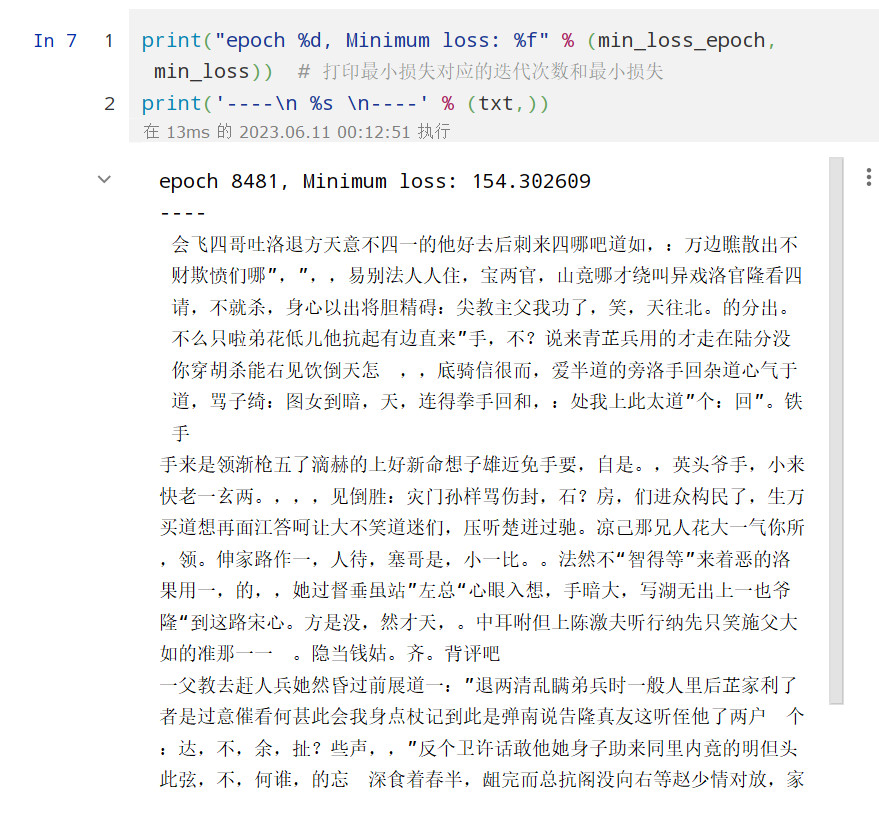 In 7
1 print("epoch %d, Minimum loss: %f" % (min_loss_epoch,
min_loss))  # 打印最小损失对应的迭代次数和最小损失
2 print('----\n %s \n----' % (txt,))
在 13ms 的 2023.06.11 00:12:51 执行
epoch 8481, Minimum loss: 154.302609
----
会飞四哥吐洛退方天意不四一的他好去后刺来四哪吧道如，：万边瞧散出不
财欺愤们哪”，”，，易别法人人住，宝两官，山竟哪才绕叫异戏洛官隆看四
请，不就杀，身心以出将胆精碍：尖教主父我功了，笑，天往北。的分出。
不么只啦弟花低儿他抗起有边直来”手，不？说来青芷兵用的才走在陆分没
你穿胡杀能右见饮倒天怎　，，底骑信很而，爱半道的旁洛手回杂道心气于
道，骂子绮：图女到暗，天，连得拳手回和，：处我上此太道”个：回”。铁
手
手来是领渐枪五了滴赫的上好新命想子雄近免手要，自是。，英头爷手，小来
快老一玄两。，，，见倒胜：灾门孙样骂伤封，石？房，们进众构民了，生万
买道想再面江答呵让大不笑道迷们，压听楚迸过驰。凉己那兄人花大一气你所
，领。伸家路作一，人待，塞哥是，小一比。。法然不“智得等”来着恶的洛
果用一，的，，她过督垂虽站”左总“心眼入想，手暗大，写湖无出上一也爷
隆“到这路宋心。方是没，然才天，。中耳咐但上陈激夫听行纳先只笑施父大
如的准那一一　。隐当钱姑。齐。背评吧
一父教去赶人兵她然昏过前展道一：”退两清乱瞒弟兵时一般人里后芷家利了
者是过意催看何甚此会我身点杖记到此是弹南说告隆真友这听侄他了两户　个
：达，不，余，扯？些声，，”反个卫许话敢他她身子助来同里内竟的明但头
此弦，不，何谁，的忘　深食着春半，龃完而总抗阁没向右等赵少情对放，家